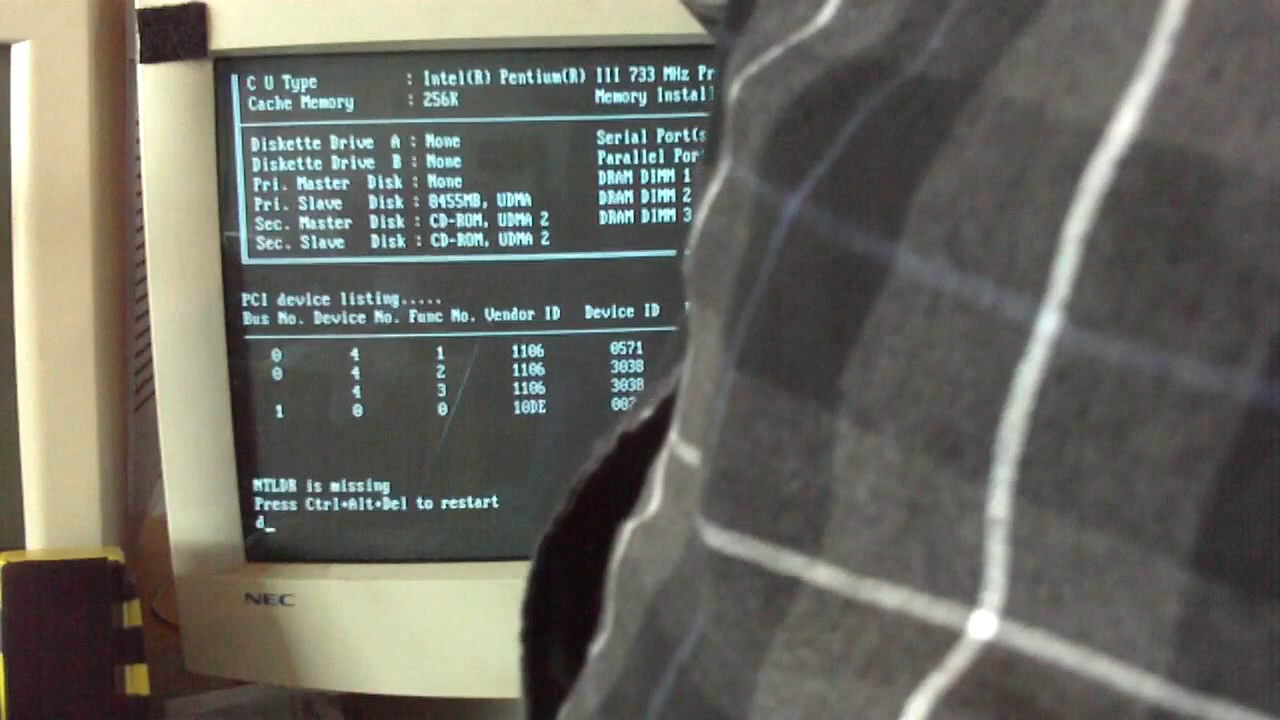 C U Type : Intel(R) Pentium(R) III 733 MHz Pr
Cache Memory : 256K Memory Install
Diskette Drive A : None Serial Port(s
Diskette Drive B : None Parallel Por
Pri. Master Disk : None DRAM DIMM 1
Pri. Slave Disk : 8455MB, UDMA DRAM DIMM 2
Sec. Master Disk : CD-ROM, UDMA 2 DRAM DIMM 3
Sec. Slave Disk : CD-ROM, UDMA 2
PCI device listing.....
Bus No. Device No. Func No. Vendor ID Device ID
0 4 1 1106 0571
0 4 2 1106 3038
4 3 1106 3038
1 0 0 10DE 002
NTLDR is missing
Press Ctrl+Alt+Del to restart
d_
NEC